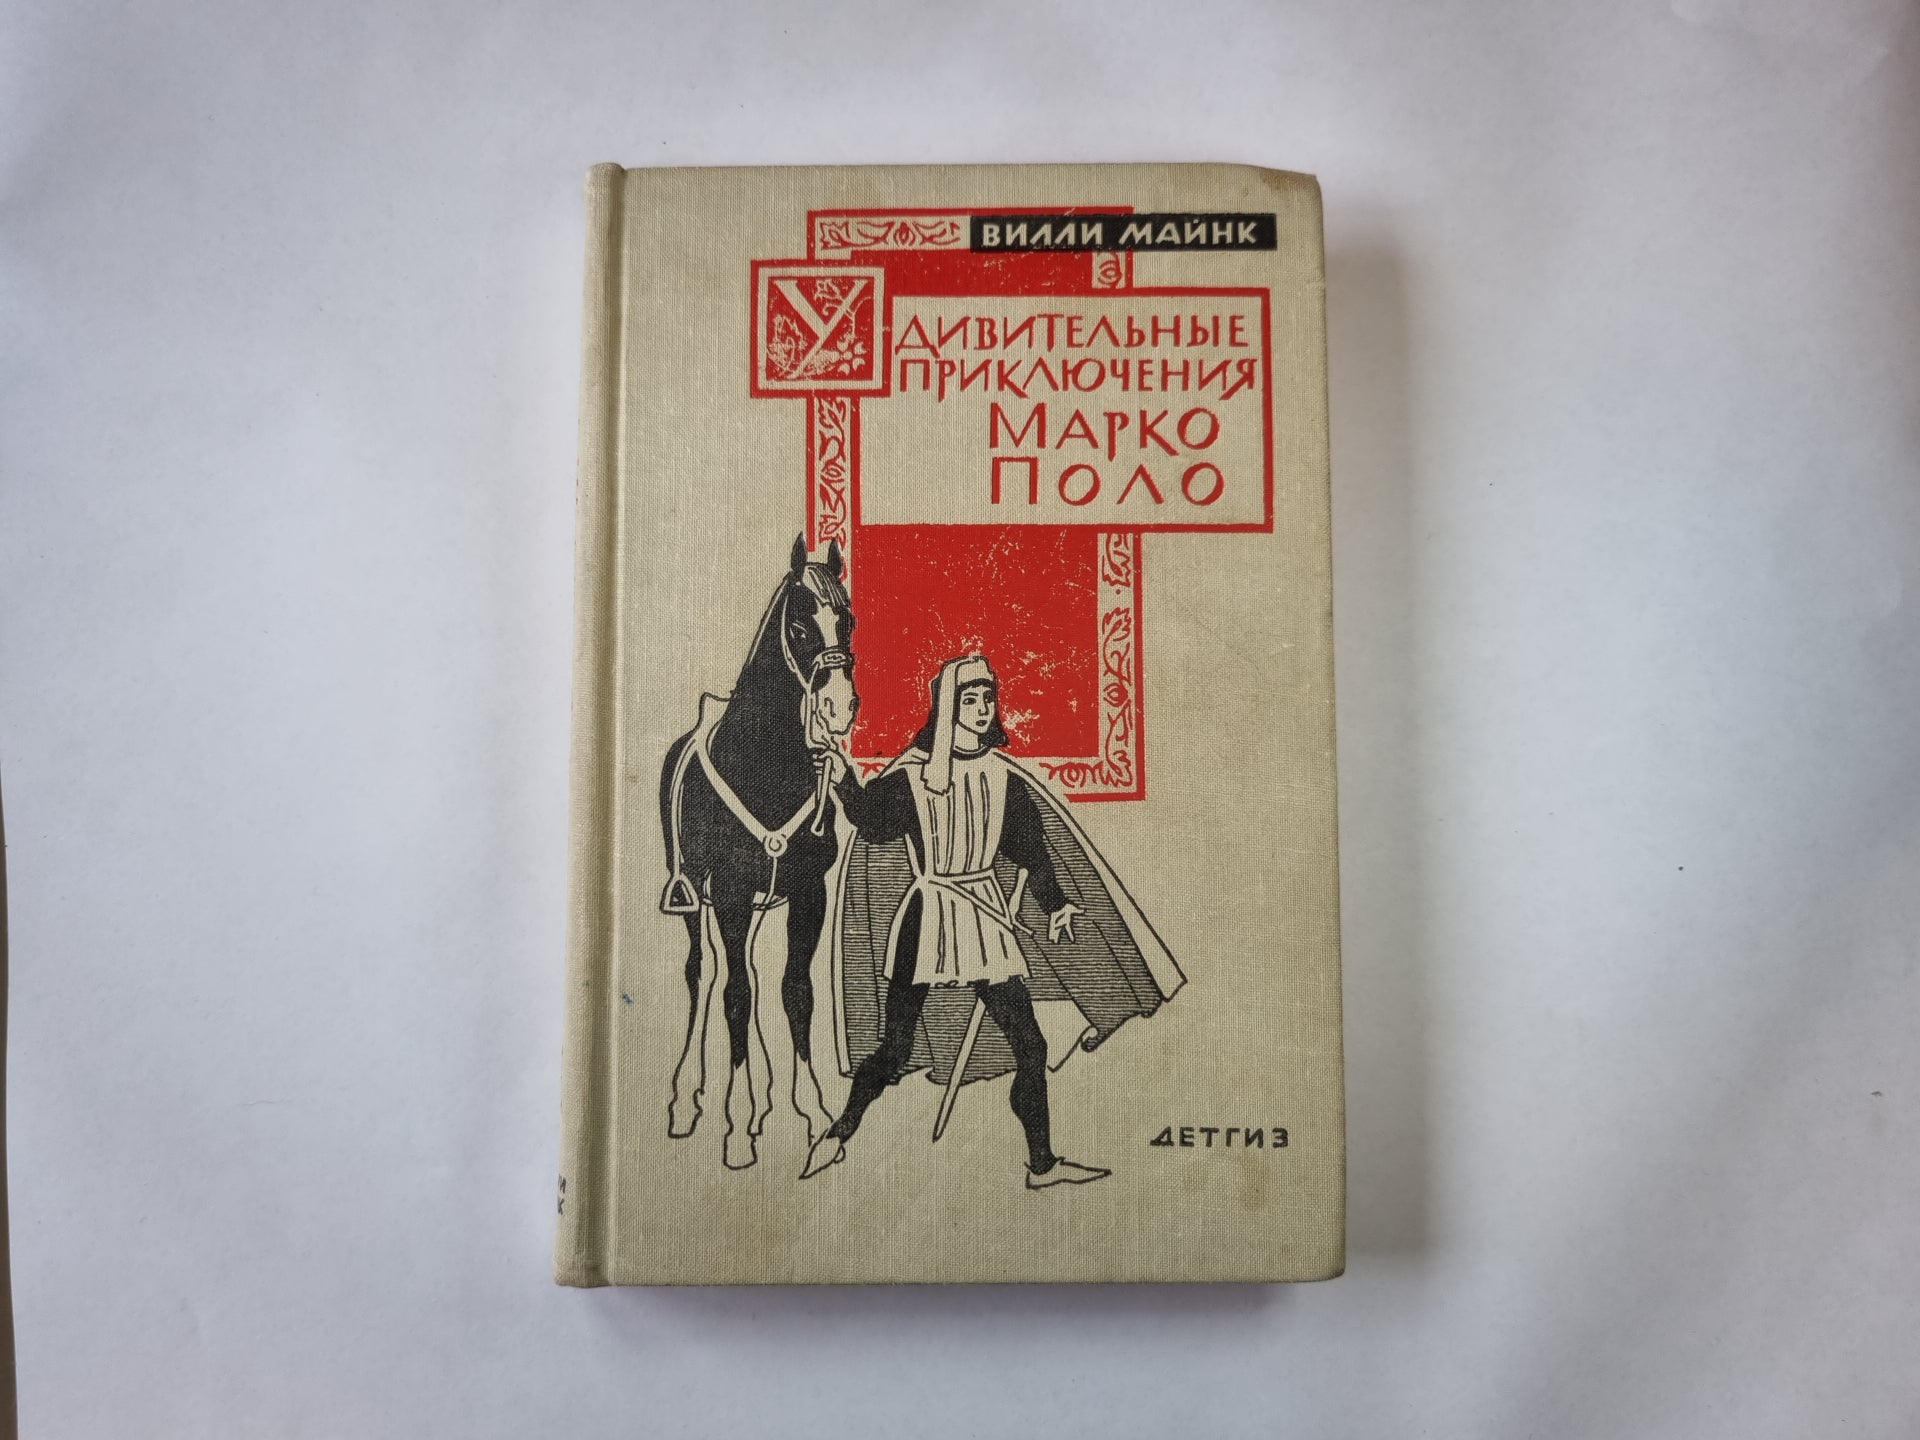 ВИЛЛИ МАЙНК
УДИВИТЕЛЬНЫЕ
ПРИКЛЮЧЕНИЯ
МАРКО
ПОЛО
ДЕТГИЗ